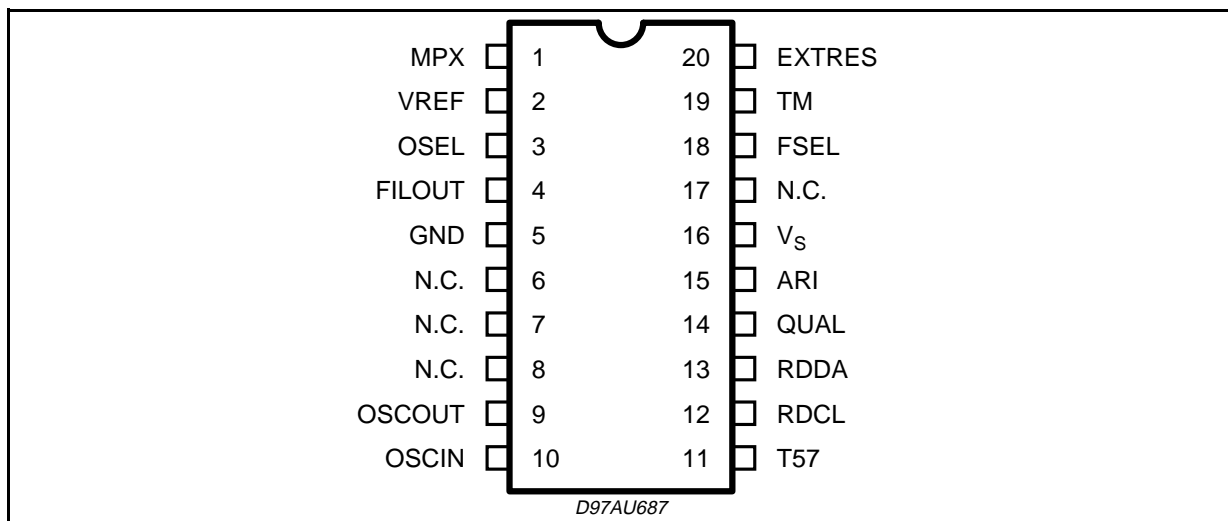 MPX 1 20 EXTRES
VREF 2 19 TM
OSEL 3 18 FSEL
FILOUT 4 17 N.C.
GND 5 16 VS
N.C. 6 15 ARI
N.C. 7 14 QUAL
N.C. 8 13 RDDA
OSCOUT 9 12 RDCL
OSCIN 10 11 T57
D97AU687